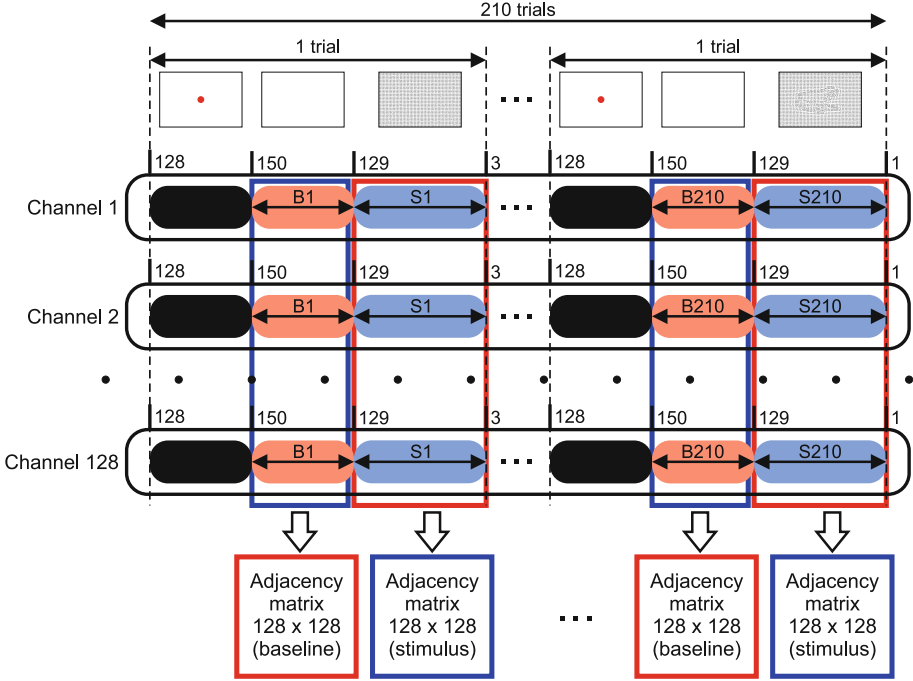 210 trials
1 trial
1 trial
128 150 129 3 128 150 129 1
Channel 1 B1 S1 B210 S210
128 150 129 3 128 150 129 1
Channel 2 B1 S1 B210 S210
128 150 129 3 128 150 129 1
Channel 128 B1 S1 B210 S210
Adjacency
matrix
128 x 128
(baseline)
Adjacency
matrix
128 x 128
(stimulus)
...
Adjacency
matrix
128 x 128
(baseline)
Adjacency
matrix
128 x 128
(stimulus)